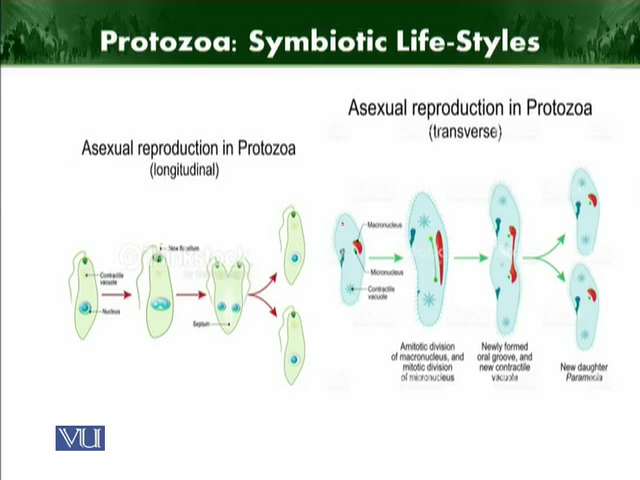 Protozoa: Symbiotic Life-Styles
Asexual reproduction in Protozoa
(longitudinal)
New flagellum
Contractile
vacuole
Nucleus
Septum
Asexual reproduction in Protozoa
(transverse)
Macronucleus
Micronucleus
Contractile
vacuole
Amitotic division
of macronucleus, and
mitotic division
of micronucleus
Newly formed
oral groove, and
new contractile
vacuole
New daughter
Paramecia
VU